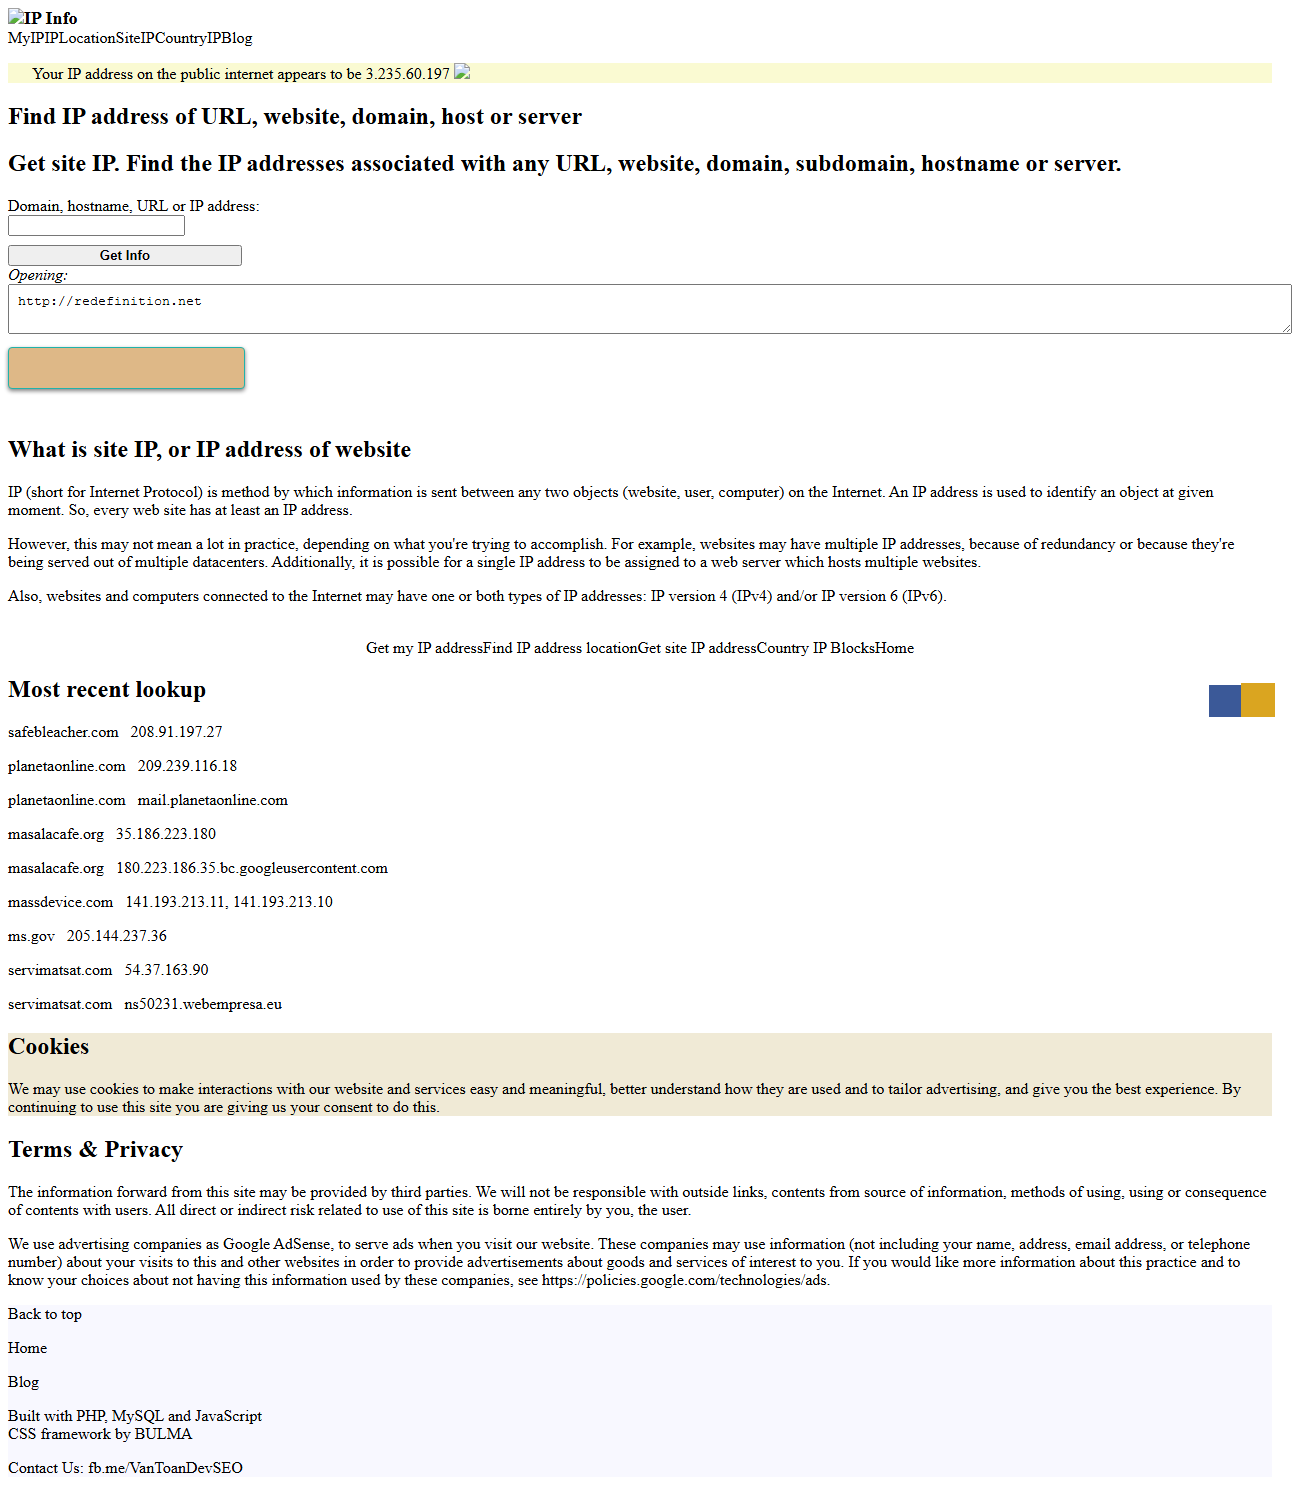 IP Info
MyIPIPLocationSiteIPCountryIPBlog
Your IP address on the public internet appears to be 3.235.60.197
Find IP address of URL, website, domain, host or server
Get site IP. Find the IP addresses associated with any URL, website, domain, subdomain, hostname or server.
Domain, hostname, URL or IP address:
Get Info
Opening:
http://redefinition.net
What is site IP, or IP address of website
IP (short for Internet Protocol) is method by which information is sent between any two objects (website, user, computer) on the Internet. An IP address is used to identify an object at given
moment. So, every web site has at least an IP address.
However, this may not mean a lot in practice, depending on what you're trying to accomplish. For example, websites may have multiple IP addresses, because of redundancy or because they're
being served out of multiple datacenters. Additionally, it is possible for a single IP address to be assigned to a web server which hosts multiple websites.
Also, websites and computers connected to the Internet may have one or both types of IP addresses: IP version 4 (IPv4) and/or IP version 6 (IPv6).
Get my IP addressFind IP address locationGet site IP addressCountry IP BlocksHome
Most recent lookup
safebleacher.com   208.91.197.27
planetaonline.com   209.239.116.18
planetaonline.com   mail.planetaonline.com
masalacafe.org   35.186.223.180
masalacafe.org   180.223.186.35.bc.googleusercontent.com
massdevice.com   141.193.213.11, 141.193.213.10
ms.gov   205.144.237.36
servimatsat.com   54.37.163.90
servimatsat.com   ns50231.webempresa.eu
Cookies
We may use cookies to make interactions with our website and services easy and meaningful, better understand how they are used and to tailor advertising, and give you the best experience. By
continuing to use this site you are giving us your consent to do this.
Terms & Privacy
The information forward from this site may be provided by third parties. We will not be responsible with outside links, contents from source of information, methods of using, using or consequence
of contents with users. All direct or indirect risk related to use of this site is borne entirely by you, the user.
We use advertising companies as Google AdSense, to serve ads when you visit our website. These companies may use information (not including your name, address, email address, or telephone
number) about your visits to this and other websites in order to provide advertisements about goods and services of interest to you. If you would like more information about this practice and to
know your choices about not having this information used by these companies, see https://policies.google.com/technologies/ads.
Back to top
Home
Blog
Built with PHP, MySQL and JavaScript
CSS framework by BULMA
Contact Us: fb.me/VanToanDevSEO